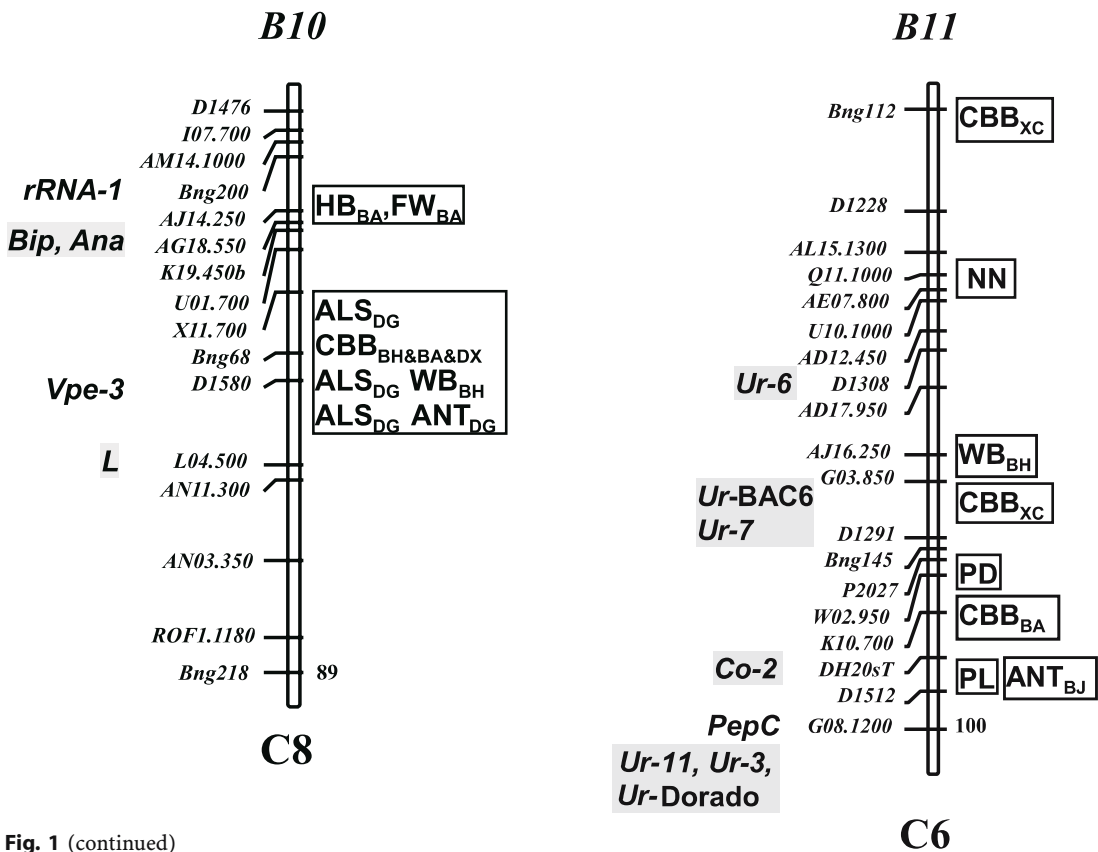 B10
D1476
I07.700
AM14.1000
rRNA-1
Bng200
HB_BA,FW_BA
AJ14.250
Bip, Ana
AG18.550
K19.450b
U01.700
X11.700
ALS_DG
CBB_BH&BA&DX
ALS_DG WB_BH
ALS_DG ANT_DG
Bng68
Vpe-3
D1580
L
L04.500
AN11.300
AN03.350
ROF1.1180
Bng218
89
C8
B11
Bng112
CBB_XC
D1228
AL15.1300
Q11.1000
NN
AE07.800
U10.1000
AD12.450
Ur-6
D1308
AD17.950
AJ16.250
WB_BH
G03.850
Ur-BAC6
Ur-7
CBB_XC
D1291
Bng145
PD
P2027
W02.950
CBB_BA
K10.700
Co-2
DH20sT
PL
ANT_BJ
D1512
PepC
G08.1200
100
Ur-11, Ur-3,
Ur-Dorado
C6
Fig. 1 (continued)